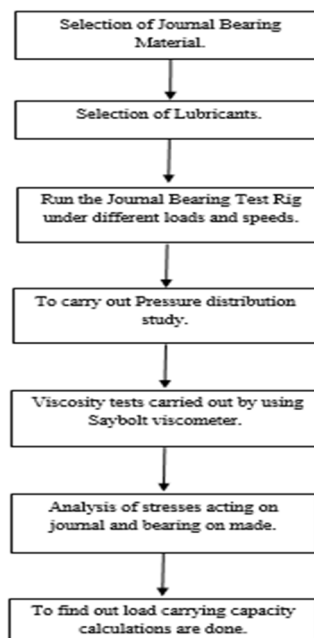 Selection of Journal Bearing
Material.
Selection of Lubricants.
Run the Journal Bearing Test Rig
under different loads and speeds.
To carry out Pressure distribution
study.
Viscosity tests carried out by using
Saybolt viscometer.
Analysis of stresses acting on
journal and bearing on made.
To find out load carrying capacity
calculations are done.